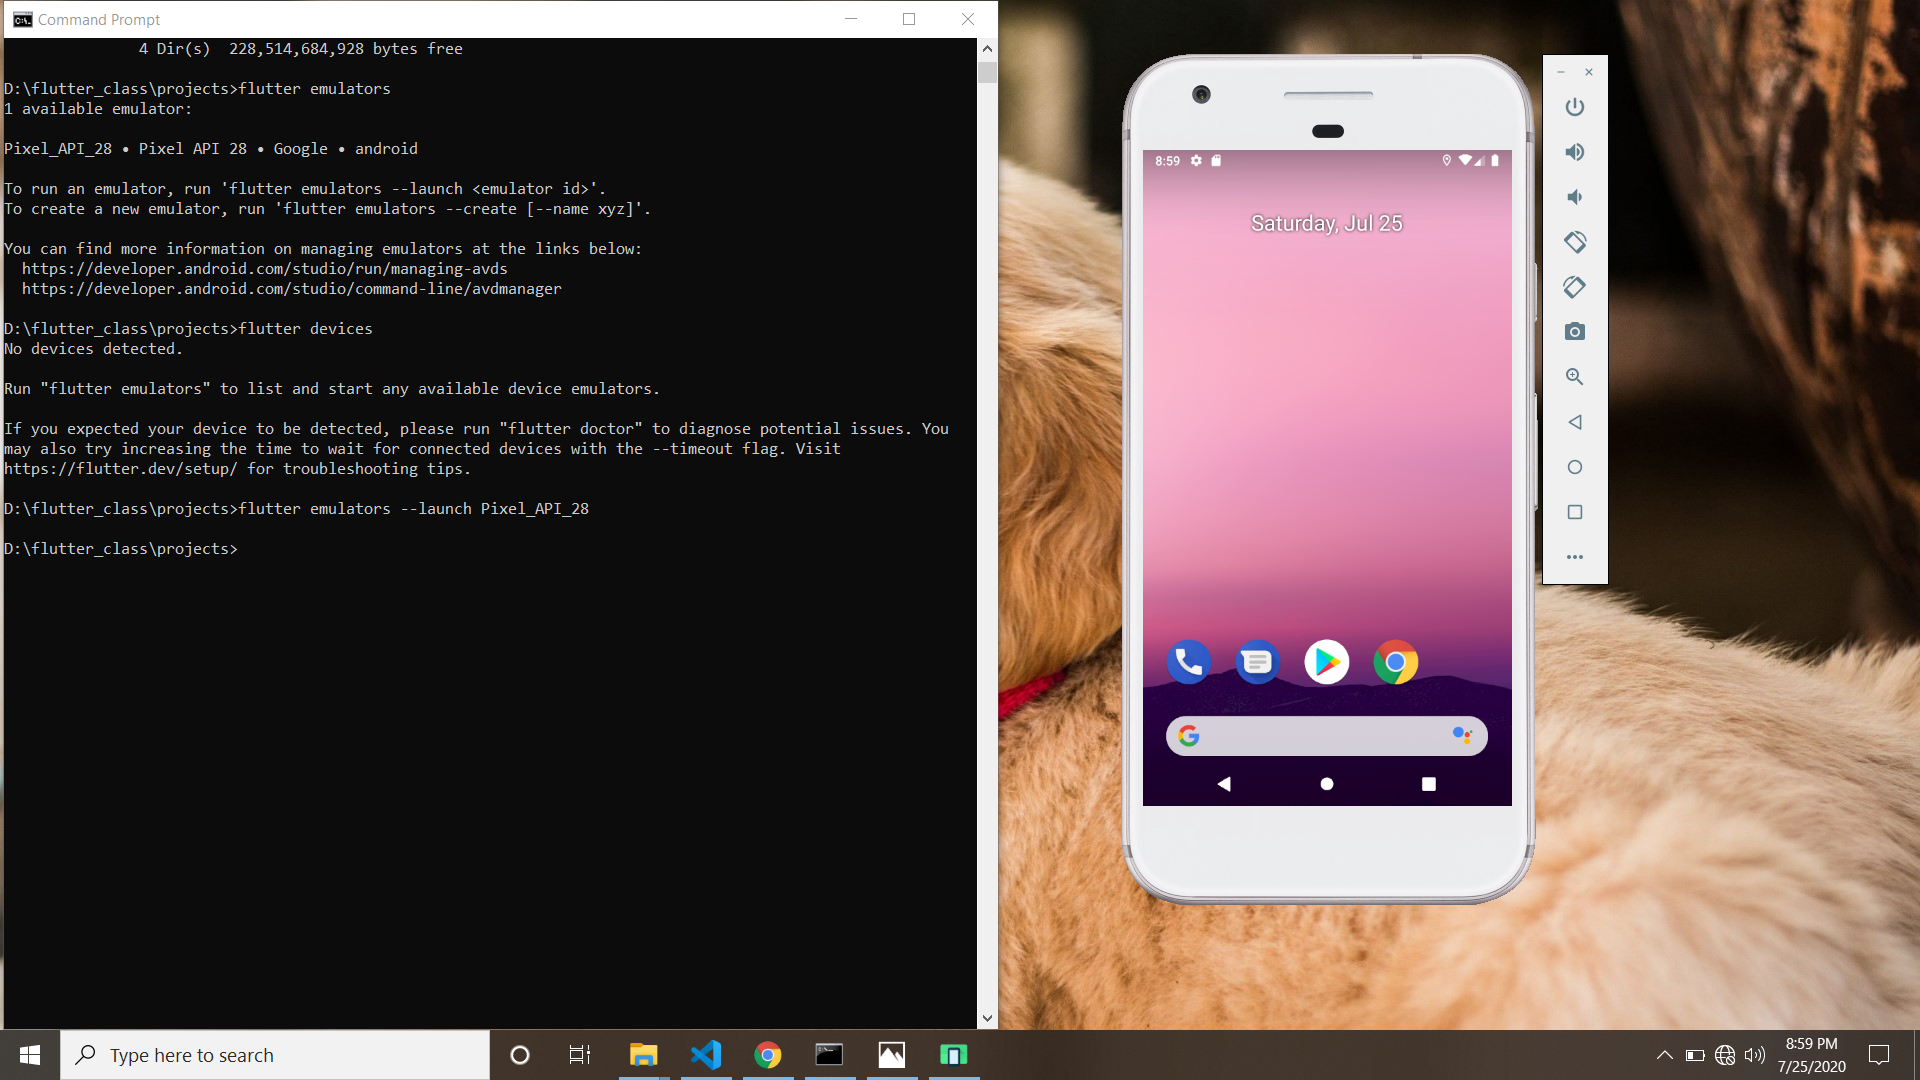 Command Prompt
4 Dir(s)  228,514,684,928 bytes free
D:\flutter_class\projects>flutter emulators
1 available emulator:
Pixel_API_28 • Pixel API 28 • Google • android
To run an emulator, run 'flutter emulators --launch <emulator id>'.
To create a new emulator, run 'flutter emulators --create [--name xyz]'.
You can find more information on managing emulators at the links below:
https://developer.android.com/studio/run/managing-avds
https://developer.android.com/studio/command-line/avdmanager
D:\flutter_class\projects>flutter devices
No devices detected.
Run "flutter emulators" to list and start any available device emulators.
If you expected your device to be detected, please run "flutter doctor" to diagnose potential issues. You
may also try increasing the time to wait for connected devices with the --timeout flag. Visit
https://flutter.dev/setup/ for troubleshooting tips.
D:\flutter_class\projects>flutter emulators --launch Pixel_API_28
D:\flutter_class\projects>
8:59
Saturday, Jul 25
Type here to search
8:59 PM
7/25/2020